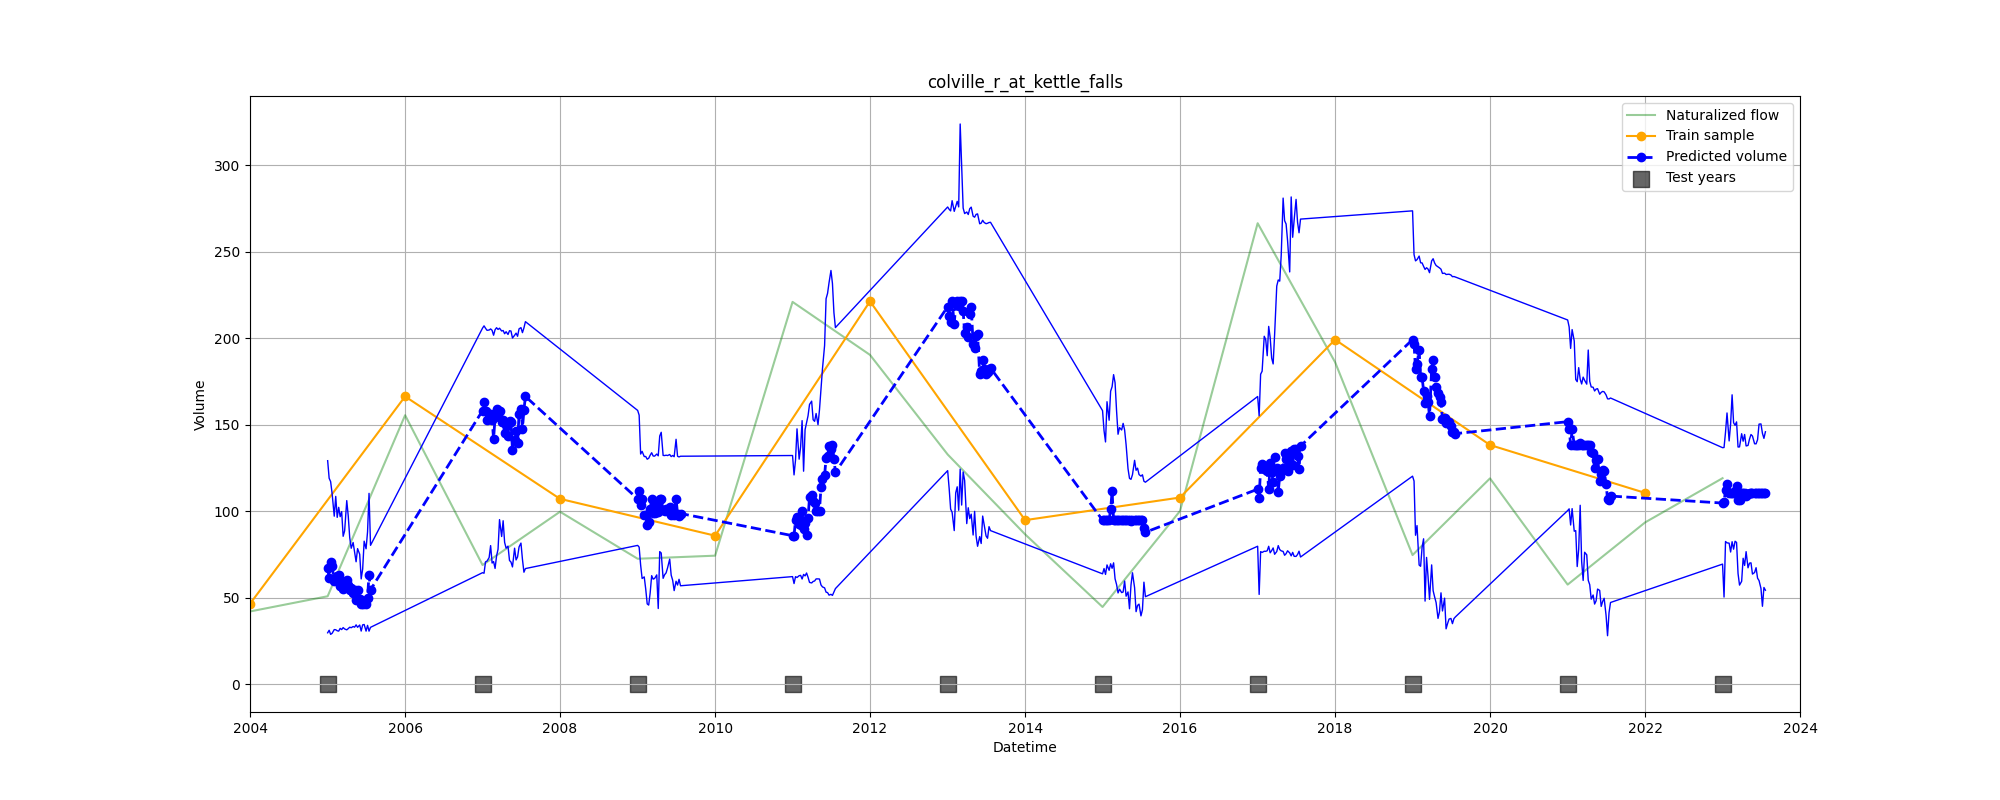 colville_r_at_kettle_falls
Naturalized flow
Train sample
Predicted volume
Test years
300
250
200
150
100
50
0
Volume
2004 2006 2008 2010 2012 2014 2016 2018 2020 2022 2024
Datetime